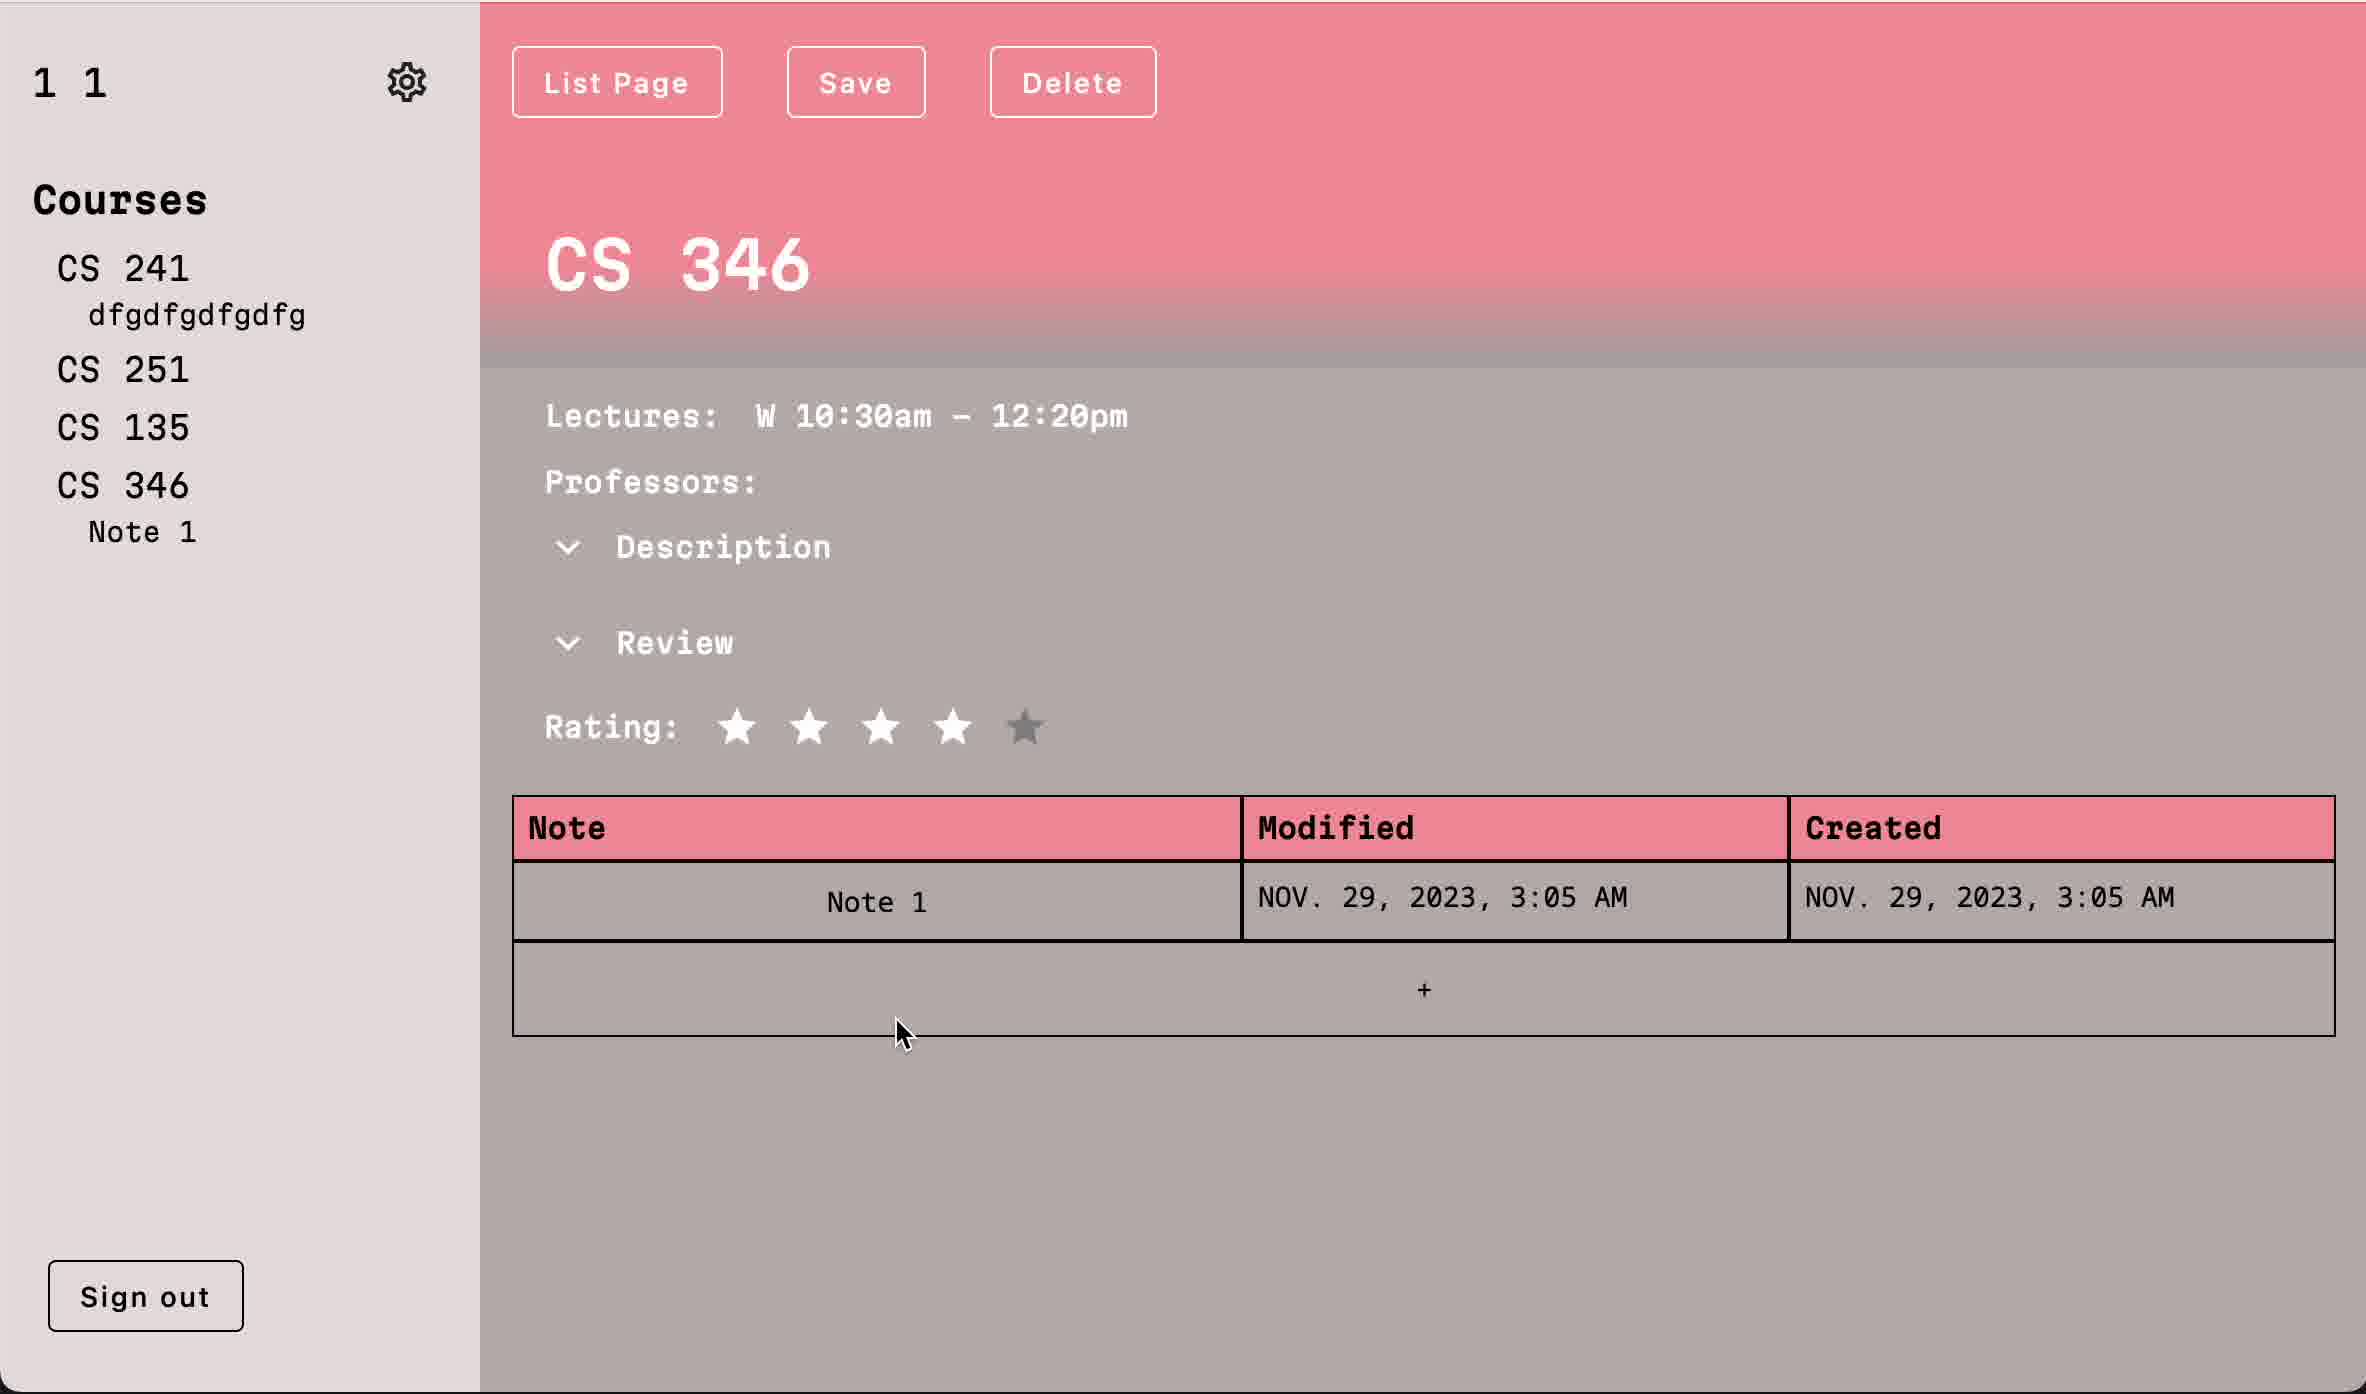 1 1
Courses
CS 241
dfgdfgdfgdfg
CS 251
CS 135
CS 346
Note 1
Sign out
List Page Save Delete
CS 346
Lectures: W 10:30am - 12:20pm
Professors:
Description
Review
Rating:
Note Modified Created
Note 1 NOV. 29, 2023, 3:05 AM NOV. 29, 2023, 3:05 AM
+